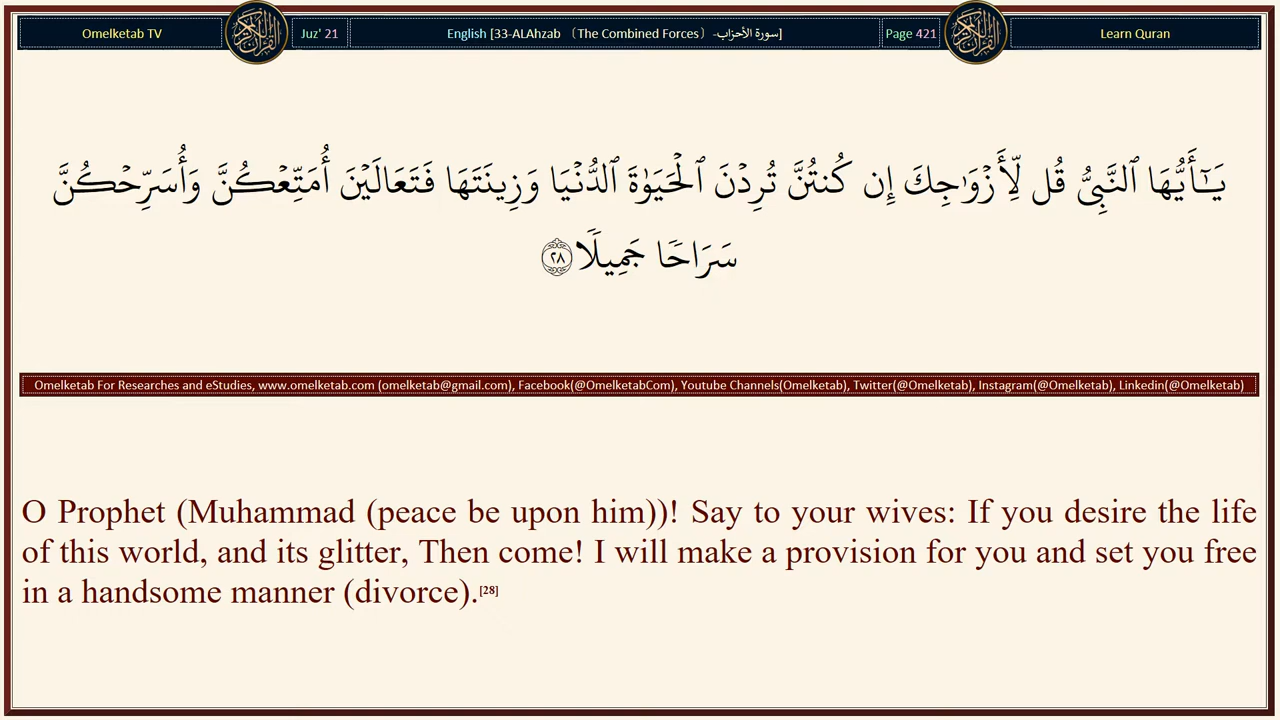 Omelketab TV
Juz' 21
English [33-ALAhzab (The Combined Forces) -سورة الأحزاب]
Page 421
Learn Quran
يَـٰٓأَيُّهَا ٱلنَّبِىُّ قُل لِّأَزْوَٰجِكَ إِن كُنتُنَّ تُرِدْنَ ٱلْحَيَوٰةَ ٱلدُّنْيَا وَزِينَتَهَا فَتَعَالَيْنَ أُمَتِّعْكُنَّ وَأُسَرِّحْكُنَّ
سَرَاحًا جَمِيلًا ٢٨
Omelketab For Researches and eStudies, www.omelketab.com (omelketab@gmail.com), Facebook(@OmelketabCom), Youtube Channels(Omelketab), Twitter(@Omelketab), Instagram(@Omelketab), Linkedin(@Omelketab)
O Prophet (Muhammad (peace be upon him))! Say to your wives: If you desire the life
of this world, and its glitter, Then come! I will make a provision for you and set you free
in a handsome manner (divorce).[28]